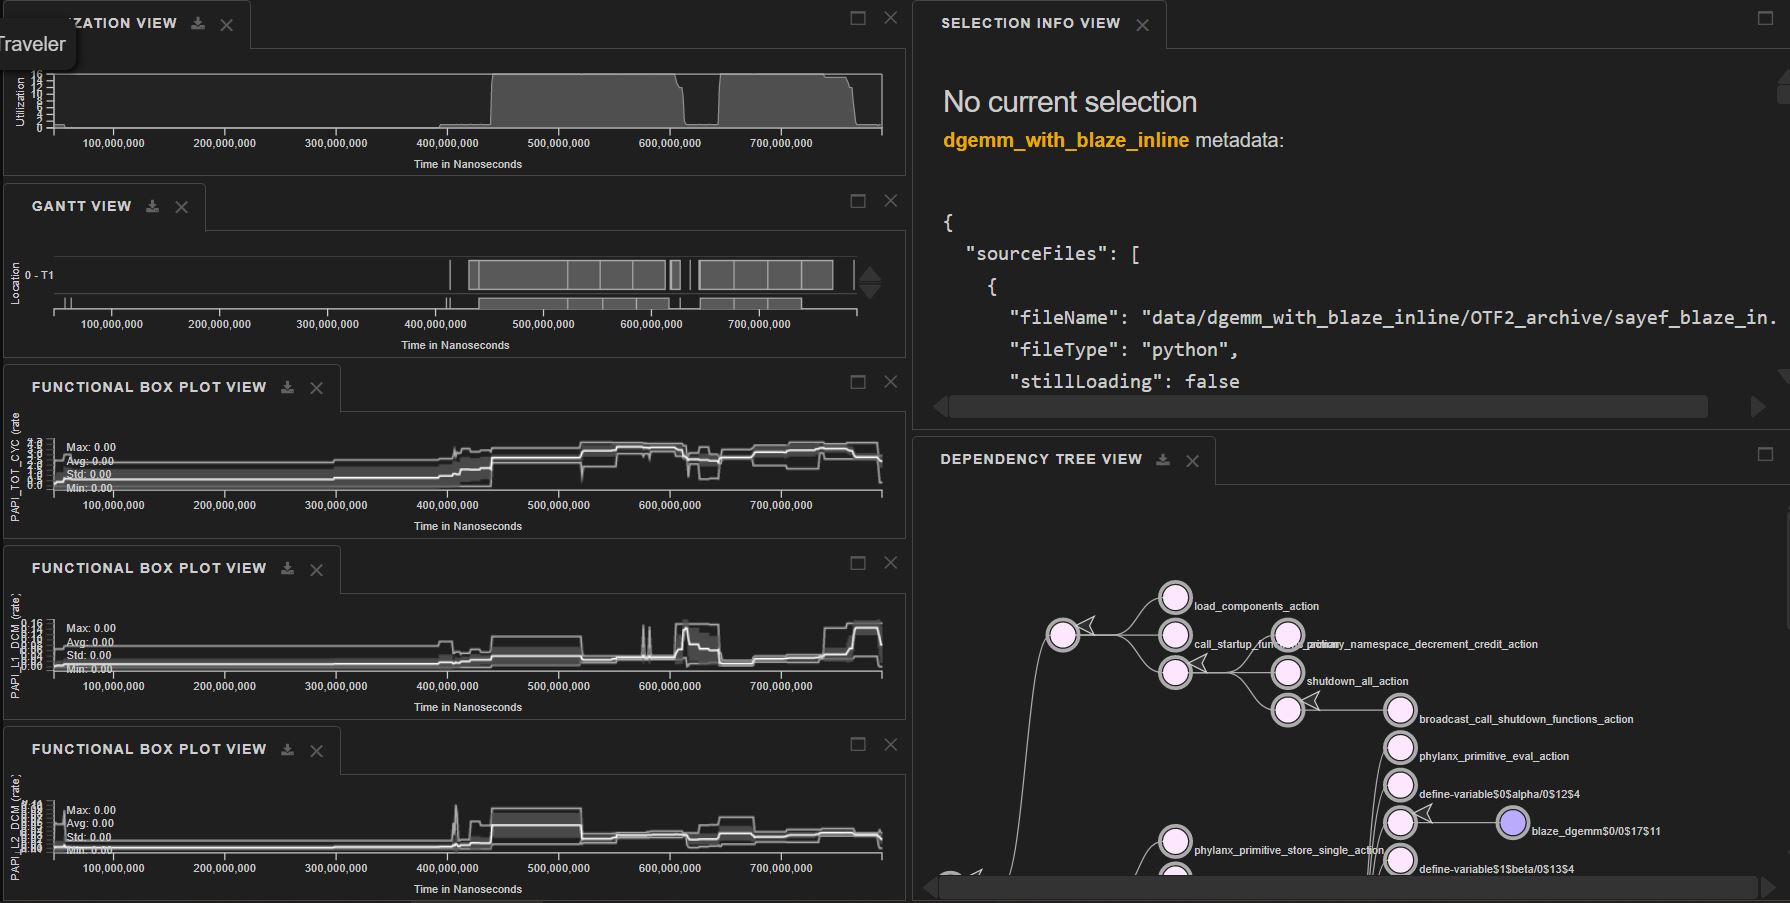 IZATION VIEW
Traveler
Utilization
16
14
12
10
8
6
4
2
0
100,000,000 200,000,000 300,000,000 400,000,000 500,000,000 600,000,000 700,000,000
Time in Nanoseconds
GANTT VIEW
Location
0 - T1
100,000,000 200,000,000 300,000,000 400,000,000 500,000,000 600,000,000 700,000,000
Time in Nanoseconds
FUNCTIONAL BOX PLOT VIEW
PAPI_TOT_CYC (rate
Max: 0.00
Avg: 0.00
Std: 0.00
Min: 0.00
100,000,000 200,000,000 300,000,000 400,000,000 500,000,000 600,000,000 700,000,000
Time in Nanoseconds
FUNCTIONAL BOX PLOT VIEW
PAPI_L1_DCM (rate)
Max: 0.00
Avg: 0.00
Std: 0.00
Min: 0.00
100,000,000 200,000,000 300,000,000 400,000,000 500,000,000 600,000,000 700,000,000
Time in Nanoseconds
FUNCTIONAL BOX PLOT VIEW
PAPI_L2_DCM (rate)
Max: 0.00
Avg: 0.00
Std: 0.00
Min: 0.00
100,000,000 200,000,000 300,000,000 400,000,000 500,000,000 600,000,000 700,000,000
Time in Nanoseconds
SELECTION INFO VIEW
No current selection
dgemm_with_blaze_inline metadata:
{
"sourceFiles": [
{
"fileName": "data/dgemm_with_blaze_inline/OTF2_archive/sayef_blaze_in.
"fileType": "python",
"stillLoading": false
DEPENDENCY TREE VIEW
load_components_action
call_startup_functions_action
primary_namespace_decrement_credit_action
shutdown_all_action
broadcast_call_shutdown_functions_action
phylanx_primitive_eval_action
define-variable$0$alpha/0$12$4
blaze_dgemm$0/0$17$11
phylanx_primitive_store_single_action
define-variable$1$beta/0$13$4